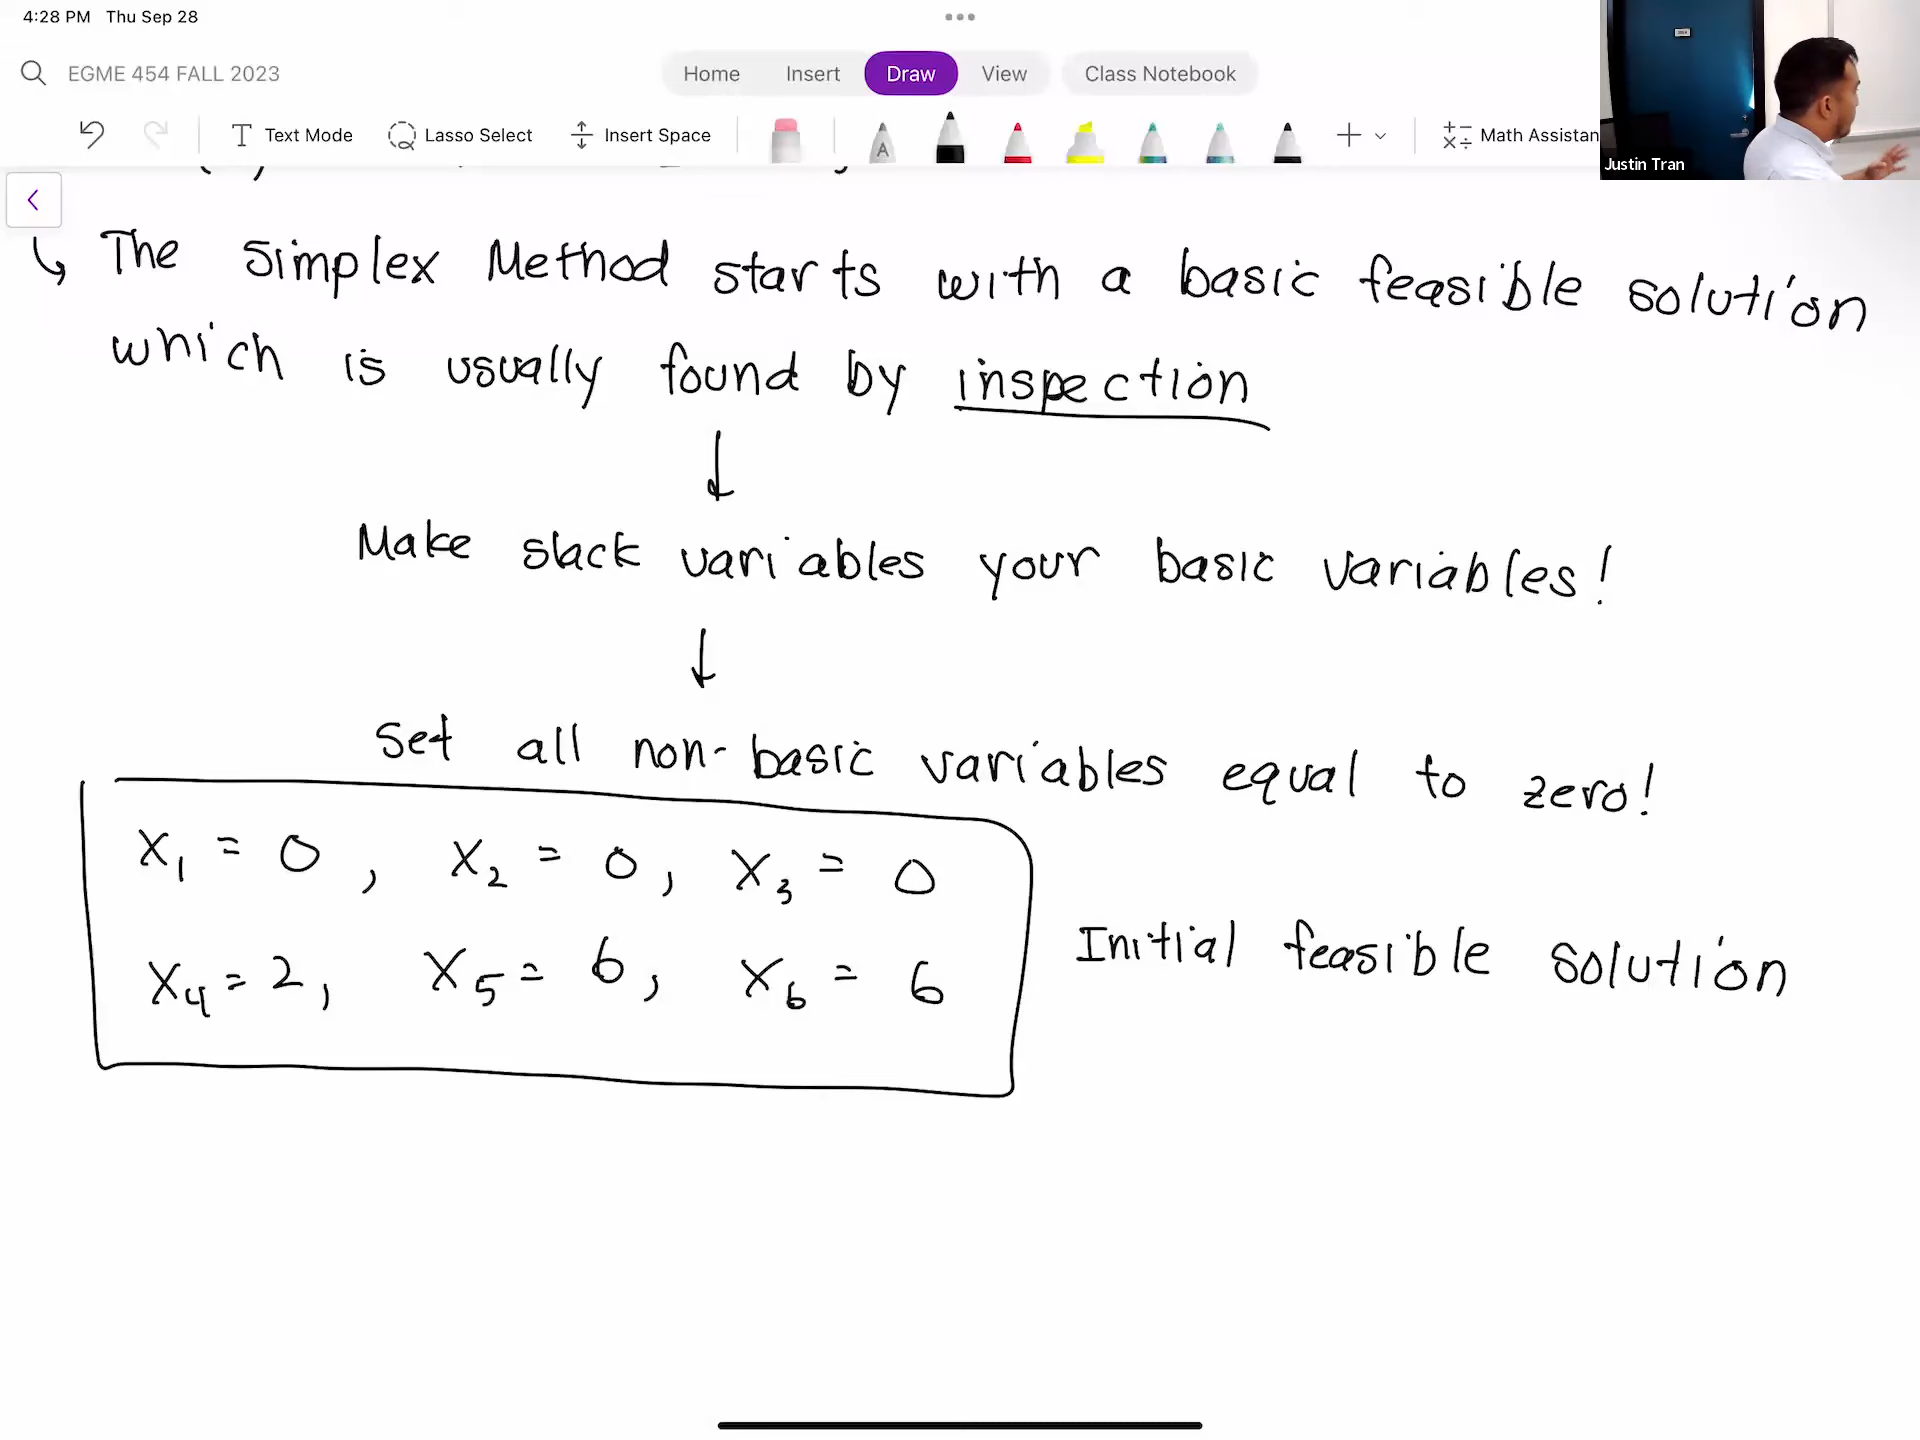 4:28 PM Thu Sep 28
EGME 454 FALL 2023
Home Insert Draw View Class Notebook
Text Mode Lasso Select Insert Space A Math Assistan
Justin Tran
The Simplex Method starts with a basic feasible solution
which is usually found by inspection
↓
Make slack variables your basic variables!
↓
Set all non-basic variables equal to zero!
x₁ = 0, x₂ = 0, x₃ = 0
x₄ = 2, x₅ = 6, x₆ = 6
Initial feasible solution